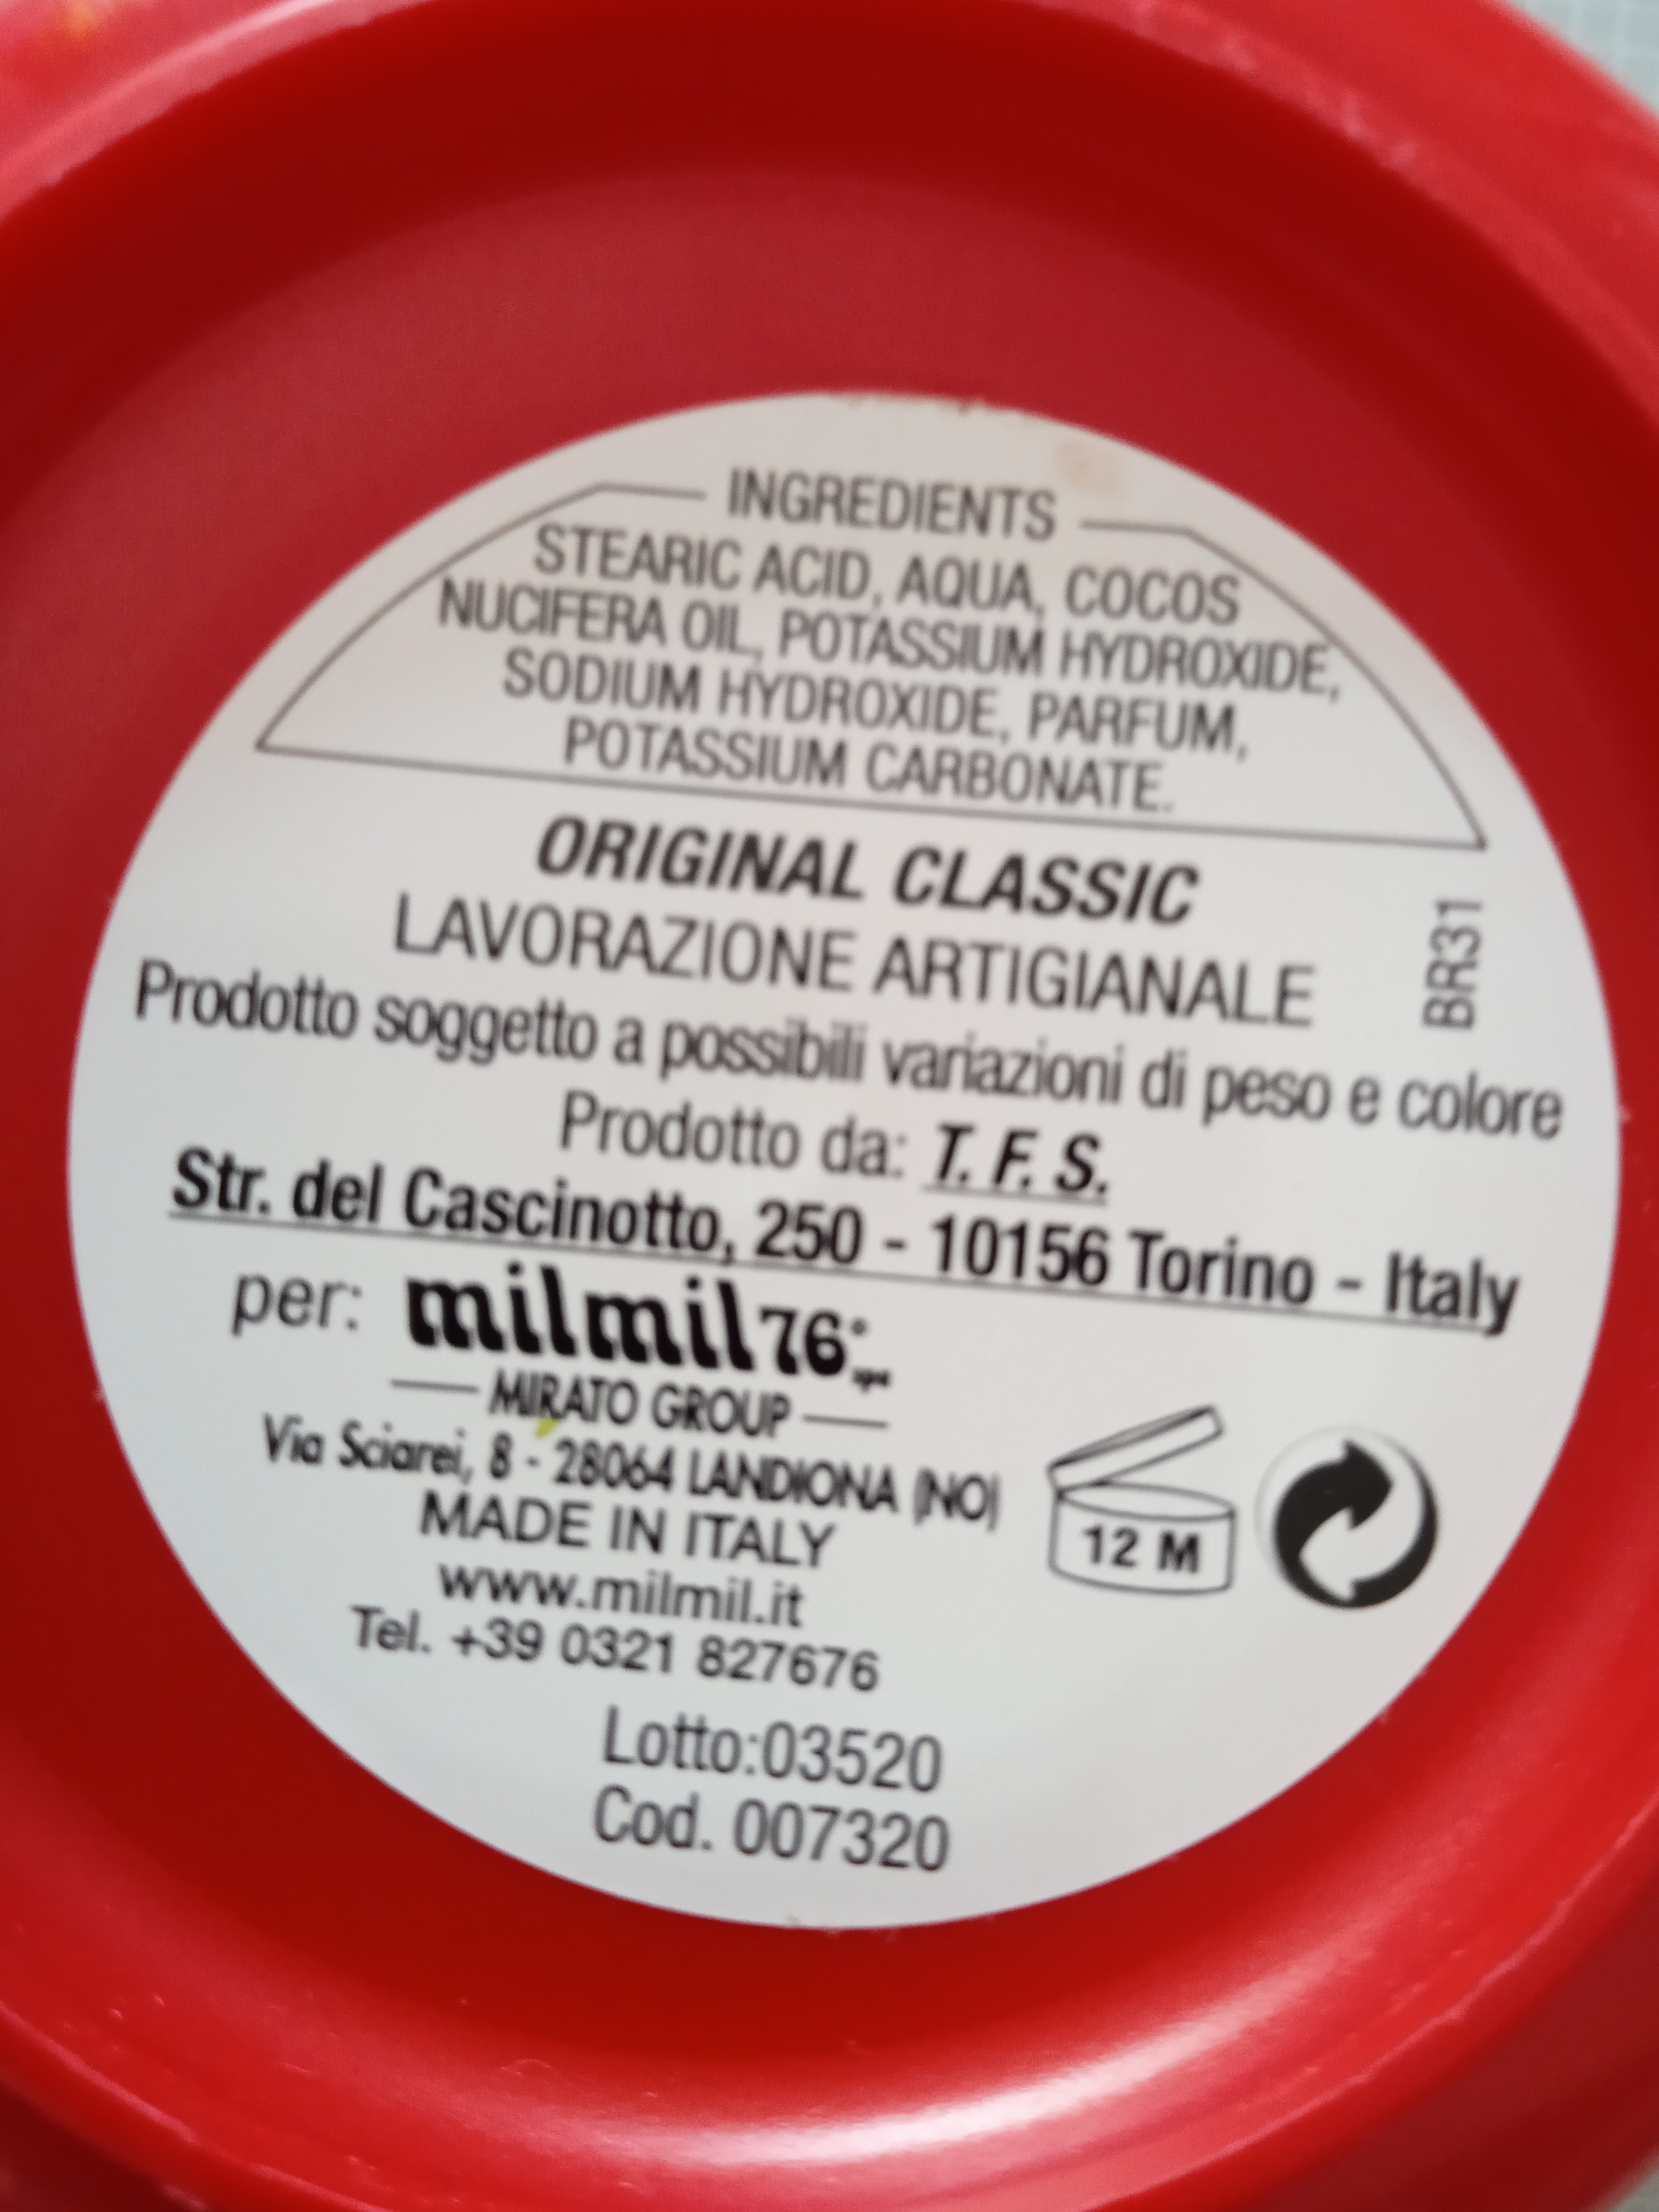 INGREDIENTS
STEARIC ACID, AQUA, COCOS
NUCIFERA OIL, POTASSIUM HYDROXIDE,
SODIUM HYDROXIDE, PARFUM,
POTASSIUM CARBONATE.
ORIGINAL CLASSIC
LAVORAZIONE ARTIGIANALE
BR31
Prodotto soggetto a possibili variazioni di peso e colore
Prodotto da: T. F. S.
Str. del Cascinotto, 250 - 10156 Torino - Italy
per: milmil76
MIRATO GROUP
Via Sciarei, 8 - 28064 LANDIONA (NO)
MADE IN ITALY
www.milmil.it
Tel. +39 0321 827676
12 M
Lotto:03520
Cod. 007320